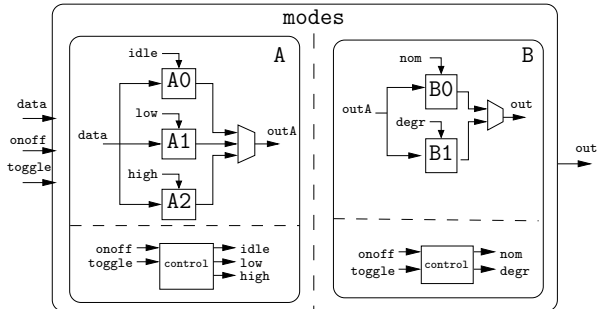 modes
A
B
idle
A0
nom
B0
data
low
data
A1
outA
outA
out
degr
B1
onoff
toggle
high
A2
out
onoff
toggle
control
idle
low
high
onoff
toggle
control
nom
degr